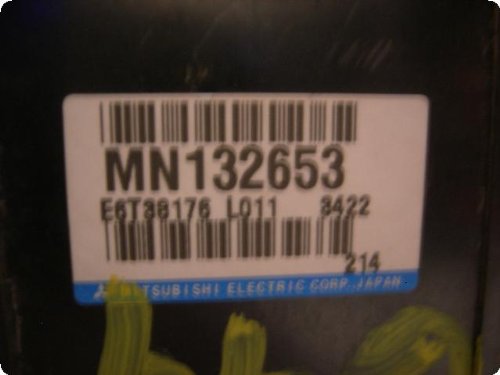 MN132653
E6T38176 L011 3422
214
MITSUBISHI ELECTRIC CORP. JAPAN